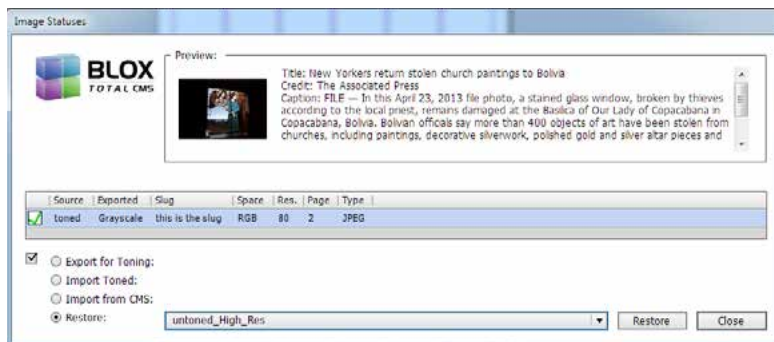 Image Statuses
BLOX
TOTAL CMS
Preview:
Title: New Yorkers return stolen church paintings to Bolivia
Credit: The Associated Press
Caption: FILE — In this April 23, 2013 file photo, a stained glass window, broken by thieves
according to the local priest, remains damaged at the Basilica of Our Lady of Copacabana in
Copacabana, Bolivia. Bolivan officals say more than 400 objects of art have been stolen from
churches, including paintings, decorative silverwork, polished gold and silver altar pieces and
Source Exported Slug Space Res. Page Type
toned Grayscale this is the slug RGB 80 2 JPEG
Export for Toning:
Import Toned:
Import from CMS:
Restore: untoned_High_Res Restore Close